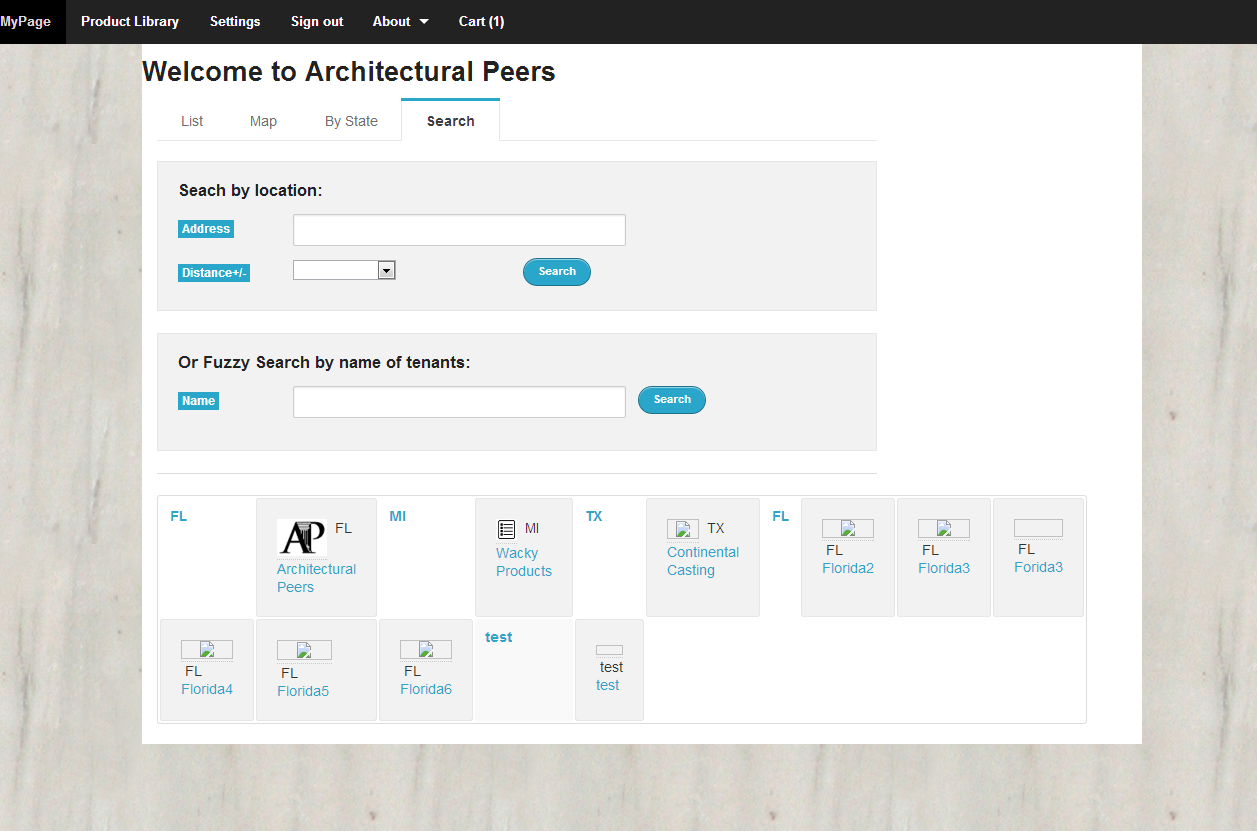 MyPage Product Library Settings Sign out About Cart (1)
Welcome to Architectural Peers
List Map By State Search
Seach by location:
Address
Distance+/- Search
Or Fuzzy Search by name of tenants:
Name Search
FL AP FL MI MI TX TX FL
Architectural Peers
Wacky Products
Continental Casting
FL Florida2
FL Florida3
FL Forida3
FL Florida4
FL Florida5
FL Florida6
test
test
test